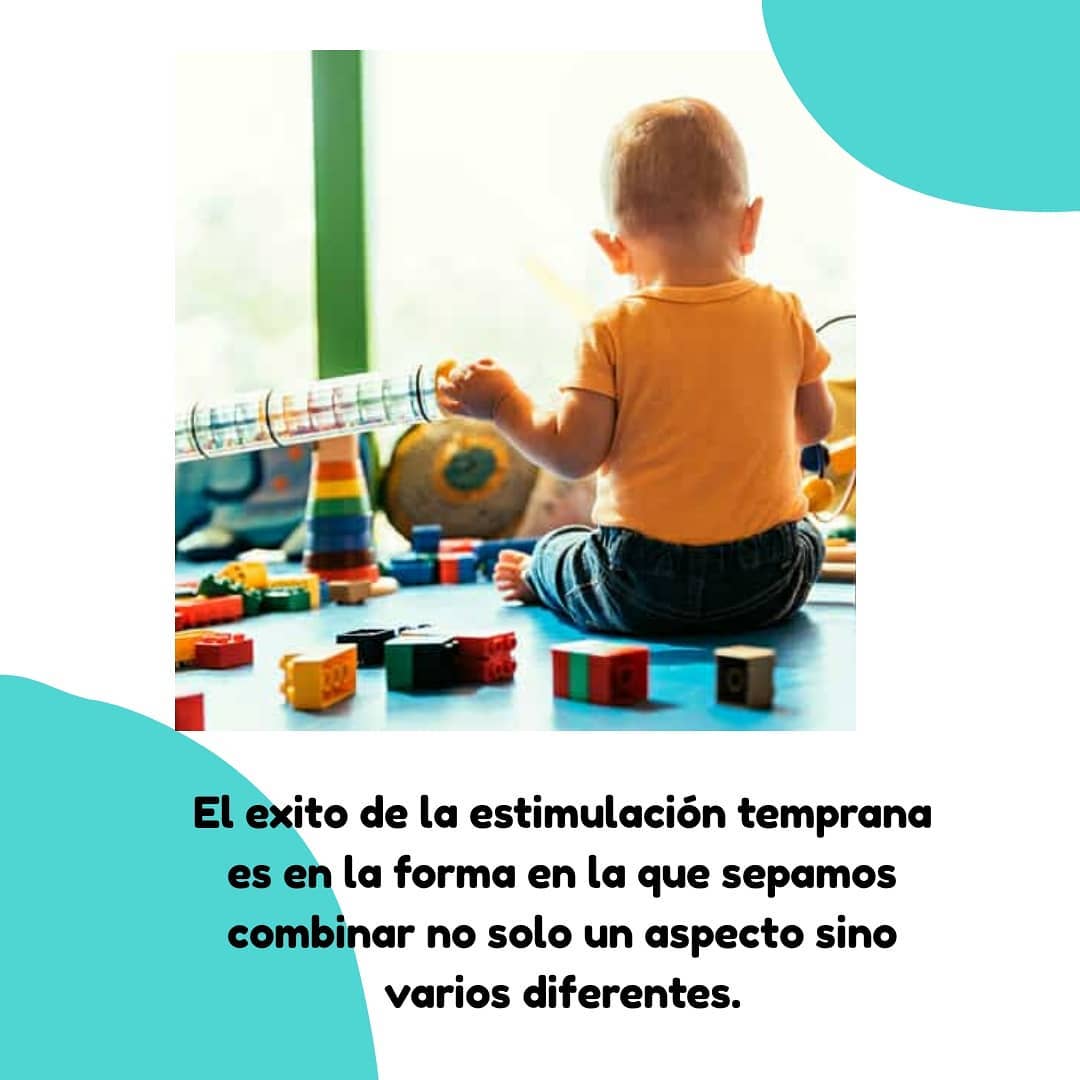 El exito de la estimulación temprana
es en la forma en la que sepamos
combinar no solo un aspecto sino
varios diferentes.